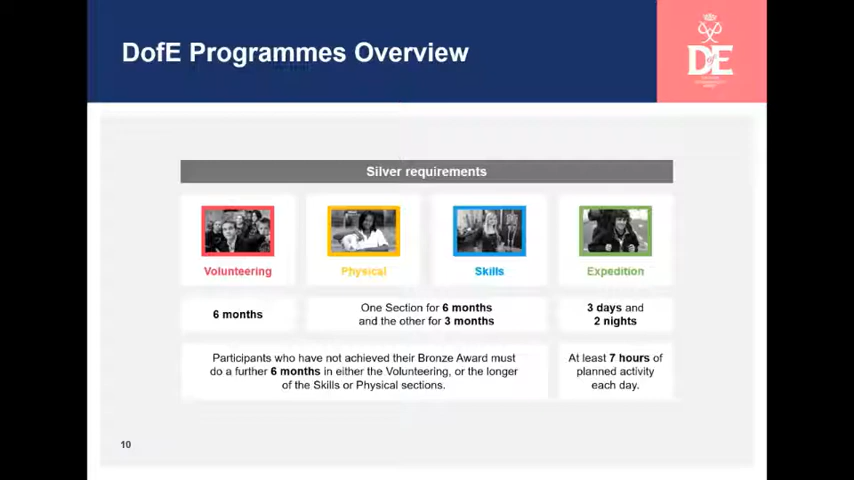 DofE Programmes Overview
DofE
Silver requirements
Volunteering
Physical
Skills
Expedition
6 months
One Section for 6 months
and the other for 3 months
3 days and
2 nights
Participants who have not achieved their Bronze Award must
do a further 6 months in either the Volunteering, or the longer
of the Skills or Physical sections.
At least 7 hours of
planned activity
each day.
10